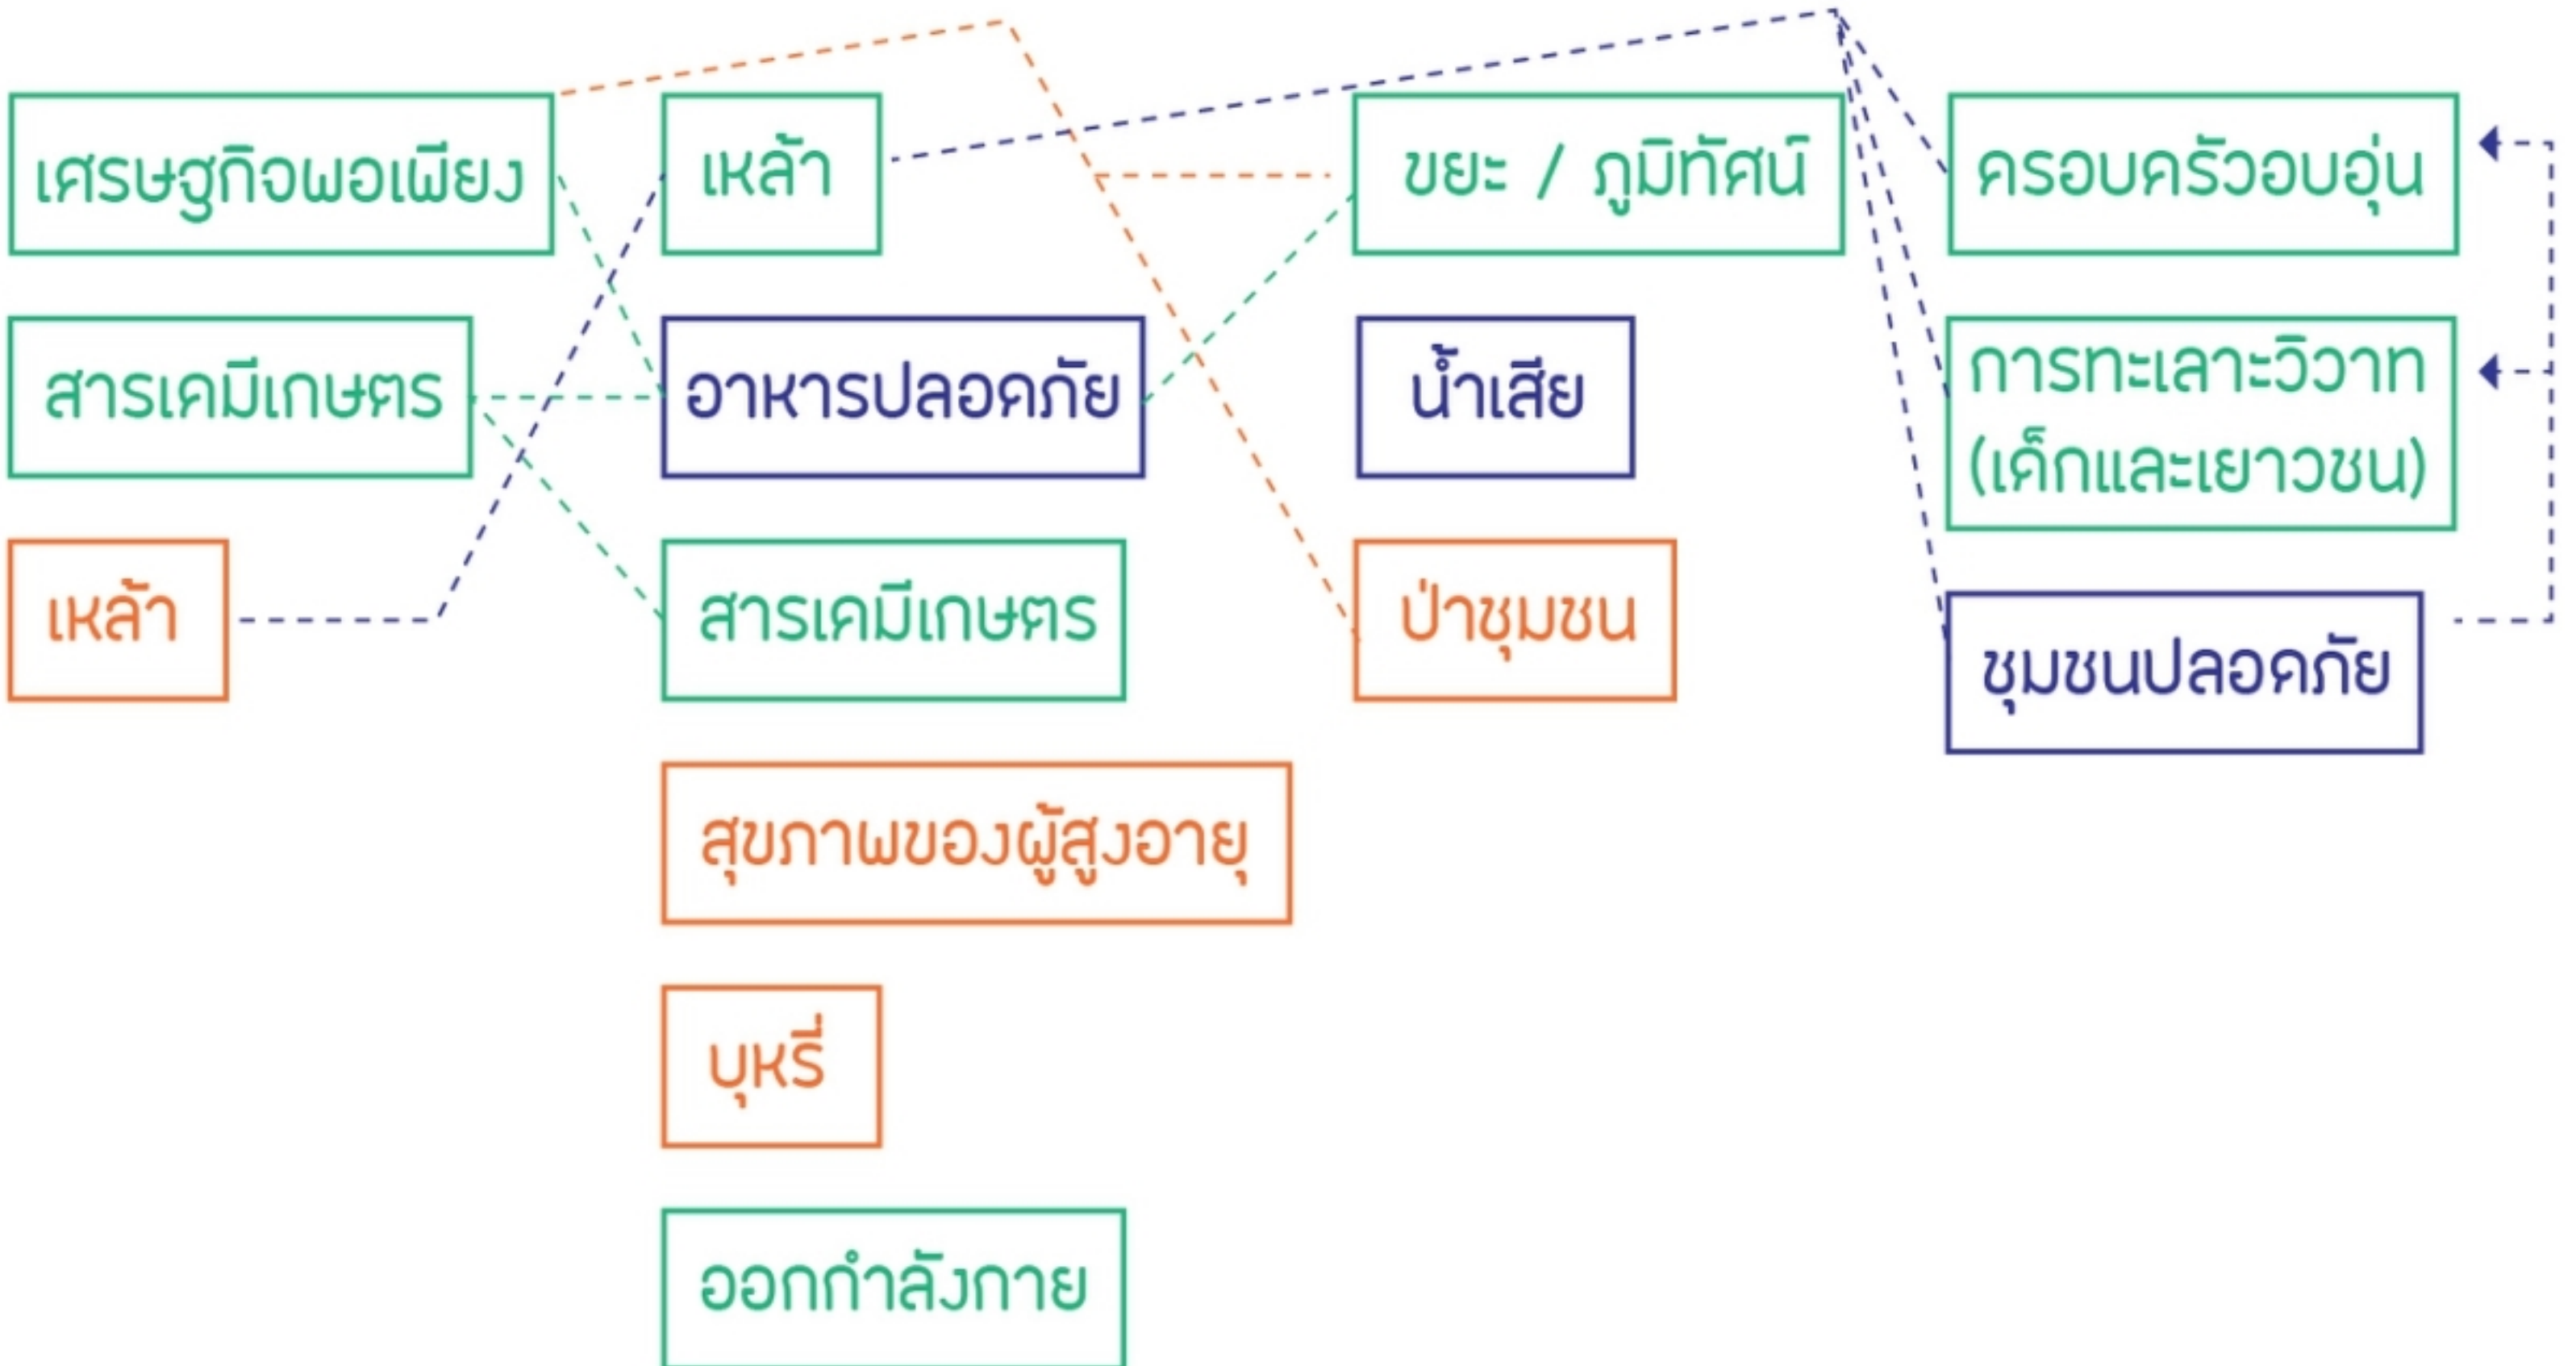 เศรษฐกิจพอเพียง
สารเคมีเกษตร
เหล้า
เหล้า
อาหารปลอดภัย
สารเคมีเกษตร
สุขภาพของผู้สูงอายุ
บุหรี่
ออกกำลังกาย
ขยะ / ภูมิทัศน์
น้ำเสีย
ป่าชุมชน
ครอบครัวอบอุ่น
การทะเลาะวิวาท
(เด็กและเยาวชน)
ชุมชนปลอดภัย